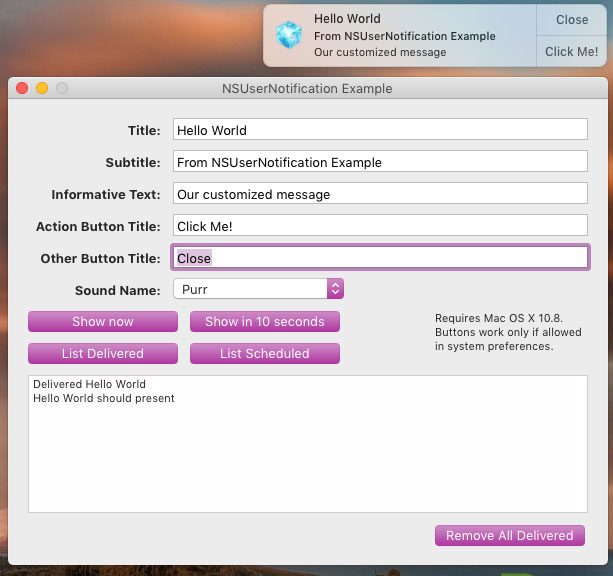 Hello World
From NSUserNotification Example
Our customized message
Close
Click Me!
NSUserNotification Example
Title: Hello World
Subtitle: From NSUserNotification Example
Informative Text: Our customized message
Action Button Title: Click Me!
Other Button Title: Close
Sound Name: Purr
Show now Show in 10 seconds
List Delivered List Scheduled
Requires Mac OS X 10.8.
Buttons work only if allowed
in system preferences.
Delivered Hello World
Hello World should present
Remove All Delivered